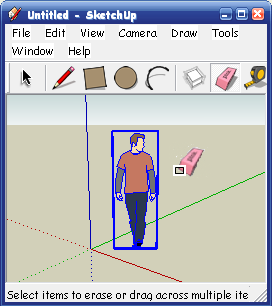 Untitled - SketchUp
File Edit View Camera Draw Tools
Window Help
Select items to erase or drag across multiple ite